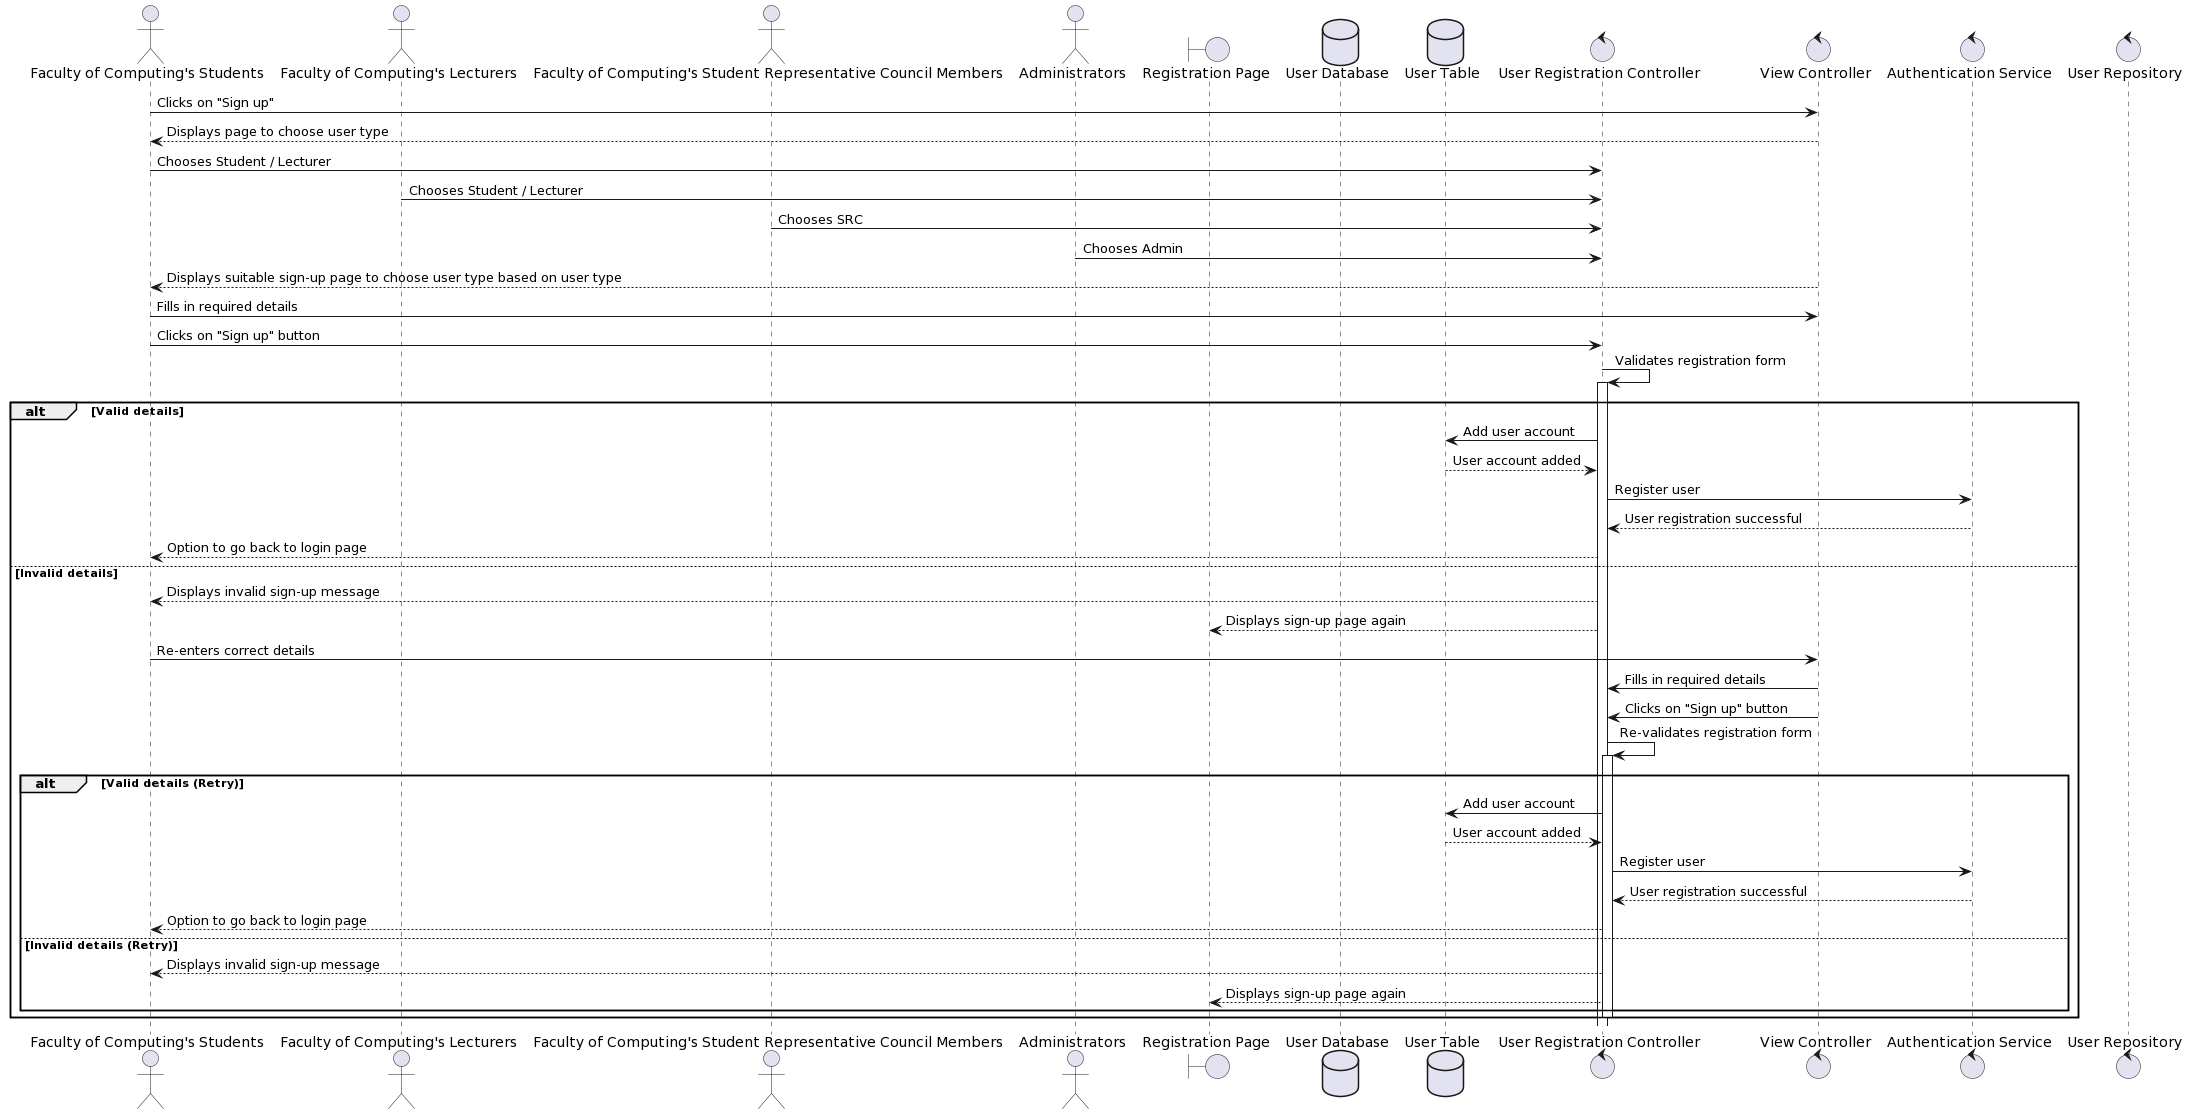 Faculty of Computing's Students
Faculty of Computing's Lecturers
Faculty of Computing's Student Representative Council Members
Administrators
Registration Page
User Database
User Table
User Registration Controller
View Controller
Authentication Service
User Repository
Clicks on "Sign up"
Displays page to choose user type
Chooses Student / Lecturer
Chooses Student / Lecturer
Chooses SRC
Chooses Admin
Displays suitable sign-up page to choose user type based on user type
Fills in required details
Clicks on "Sign up" button
Validates registration form
alt [Valid details]
Add user account
User account added
Register user
User registration successful
Option to go back to login page
[Invalid details]
Displays invalid sign-up message
Displays sign-up page again
Re-enters correct details
Fills in required details
Clicks on "Sign up" button
Re-validates registration form
alt [Valid details (Retry)]
Add user account
User account added
Register user
User registration successful
Option to go back to login page
[Invalid details (Retry)]
Displays invalid sign-up message
Displays sign-up page again
Faculty of Computing's Students
Faculty of Computing's Lecturers
Faculty of Computing's Student Representative Council Members
Administrators
Registration Page
User Database
User Table
User Registration Controller
View Controller
Authentication Service
User Repository